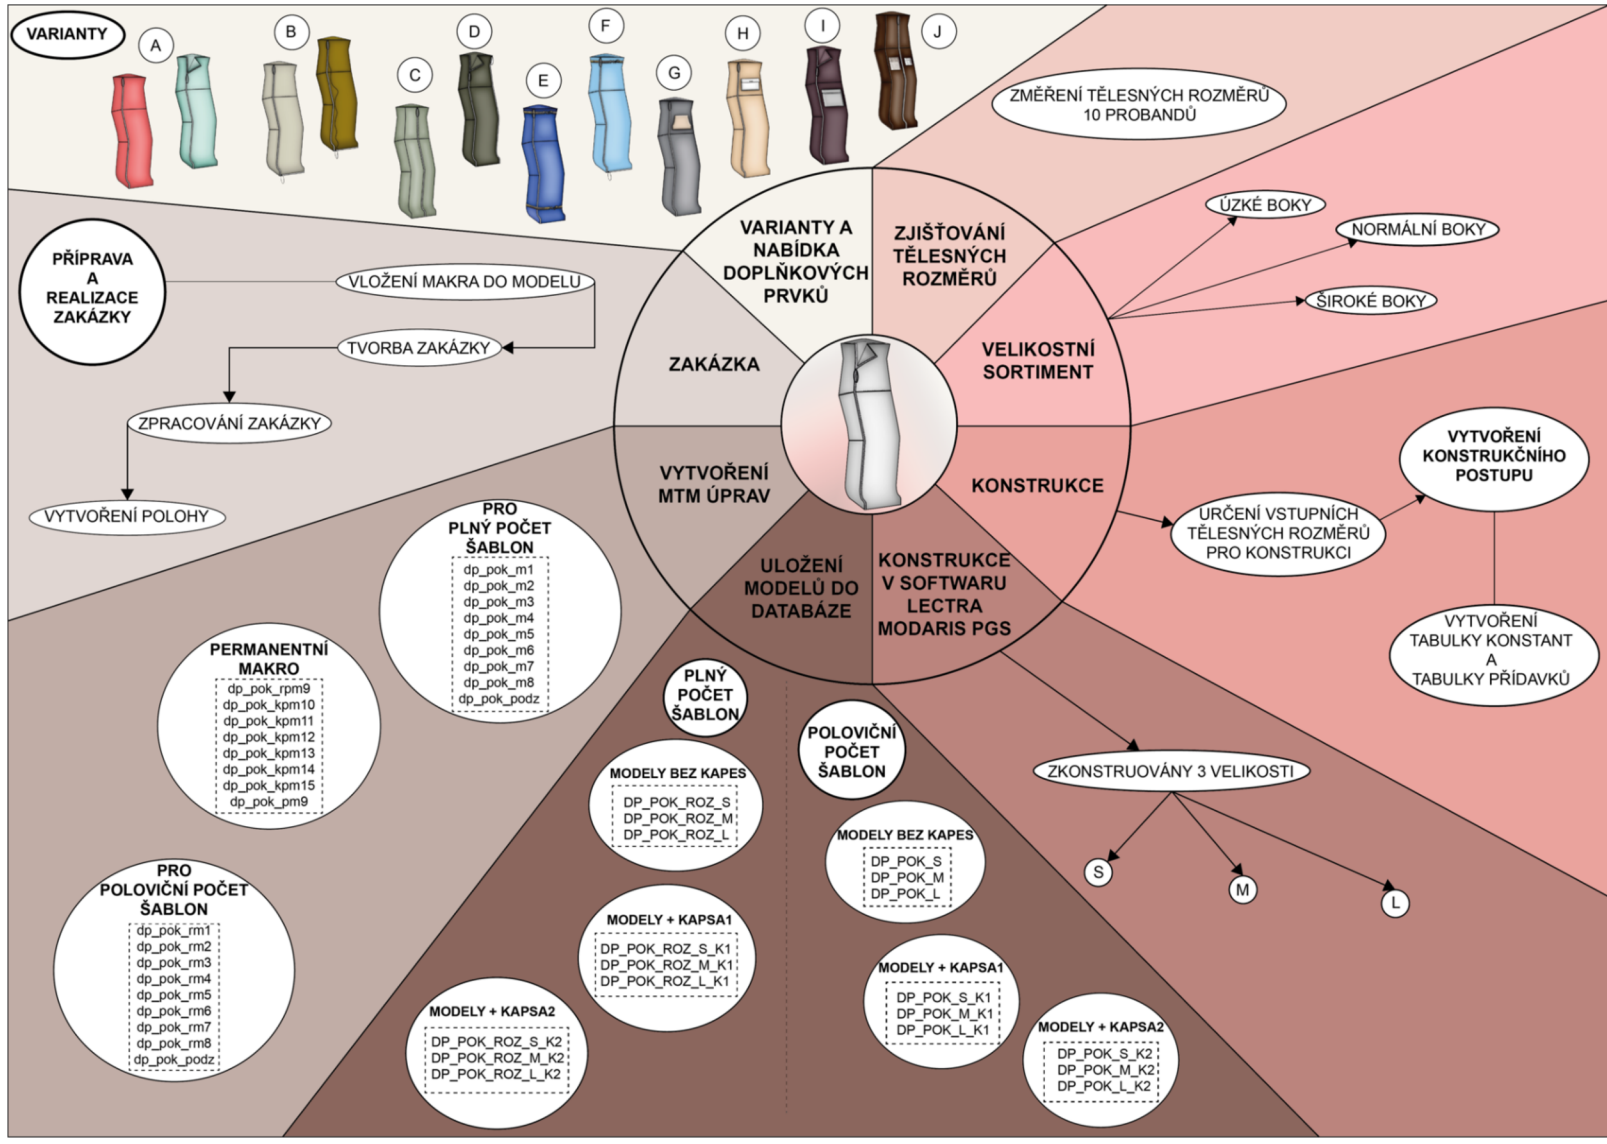 VARIANTY
A
B
C
D
E
F
G
H
I
J
VARIANTY A
NABÍDKA
DOPLŇKOVÝCH
PRVKŮ
ZJIŠŤOVÁNÍ
TĚLESNÝCH
ROZMĚRŮ
ZMĚŘENÍ TĚLESNÝCH ROZMĚRŮ
10 PROBANDŮ
VELIKOSTNÍ
SORTIMENT
ÚZKÉ BOKY
NORMÁLNÍ BOKY
ŠIROKÉ BOKY
KONSTRUKCE
URČENÍ VSTUPNÍCH
TĚLESNÝCH ROZMĚRŮ
PRO KONSTRUKCI
VYTVOŘENÍ
KONSTRUKČNÍHO
POSTUPU
VYTVOŘENÍ
TABULKY KONSTANT
A
TABULKY PŘÍDAVKŮ
KONSTRUKCE
V SOFTWARU
LECTRA
MODARIS PGS
ZKONSTRUOVÁNY 3 VELIKOSTI
S
M
L
ULOŽENÍ
MODELŮ DO
DATABÁZE
PLNÝ
POČET
ŠABLON
MODELY BEZ KAPES
DP_POK_ROZ_S
DP_POK_ROZ_M
DP_POK_ROZ_L
MODELY + KAPSA1
DP_POK_ROZ_S_K1
DP_POK_ROZ_M_K1
DP_POK_ROZ_L_K1
MODELY + KAPSA2
DP_POK_ROZ_S_K2
DP_POK_ROZ_M_K2
DP_POK_ROZ_L_K2
POLOVIČNÍ
POČET
ŠABLON
MODELY BEZ KAPES
DP_POK_S
DP_POK_M
DP_POK_L
MODELY + KAPSA1
DP_POK_S_K1
DP_POK_M_K1
DP_POK_L_K1
MODELY + KAPSA2
DP_POK_S_K2
DP_POK_M_K2
DP_POK_L_K2
VYTVOŘENÍ
MTM ÚPRAV
PRO
PLNÝ POČET
ŠABLON
dp_pok_m1
dp_pok_m2
dp_pok_m3
dp_pok_m4
dp_pok_m5
dp_pok_m6
dp_pok_m7
dp_pok_m8
dp_pok_podz
PERMANENTNÍ
MAKRO
dp_pok_rpm9
dp_pok_kpm10
dp_pok_kpm11
dp_pok_kpm12
dp_pok_kpm13
dp_pok_kpm14
dp_pok_kpm15
dp_pok_pm9
PRO
POLOVIČNÍ POČET
ŠABLON
dp_pok_rm1
dp_pok_rm2
dp_pok_rm3
dp_pok_rm4
dp_pok_rm5
dp_pok_rm6
dp_pok_rm7
dp_pok_rm8
dp_pok_podz
ZAKÁZKA
PŘÍPRAVA
A
REALIZACE
ZAKÁZKY
VLOŽENÍ MAKRA DO MODELU
TVORBA ZAKÁZKY
ZPRACOVÁNÍ ZAKÁZKY
VYTVOŘENÍ POLOHY